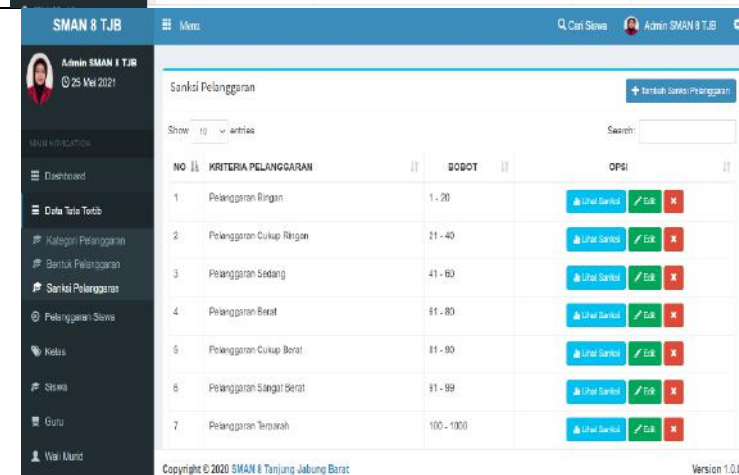 SMAN 8 TJB
Menu
Cari Siswa
Admin SMAN 8 TJB
Admin SMAN 8 TJB
25 Mei 2021
MAIN NAVIGATION
Dashboard
Data Tata Tertib
Kategori Pelanggaran
Bentuk Pelanggaran
Sanksi Pelanggaran
Pelanggaran Siswa
Kelas
Siswa
Guru
Wali Murid
Sanksi Pelanggaran
Tambah Sanksi Pelanggaran
Show 10 entries
Search:
NO KRITERIA PELANGGARAN BOBOT OPSI
1 Pelanggaran Ringan 1 - 20 Lihat Sanksi Edit
2 Pelanggaran Cukup Ringan 21 - 40 Lihat Sanksi Edit
3 Pelanggaran Sedang 41 - 60 Lihat Sanksi Edit
4 Pelanggaran Berat 61 - 80 Lihat Sanksi Edit
5 Pelanggaran Cukup Berat 81 - 90 Lihat Sanksi Edit
6 Pelanggaran Sangat Berat 91 - 99 Lihat Sanksi Edit
7 Pelanggaran Terparah 100 - 1000 Lihat Sanksi Edit
Copyright © 2020 SMAN 8 Tanjung Jabung Barat
Version 1.0.